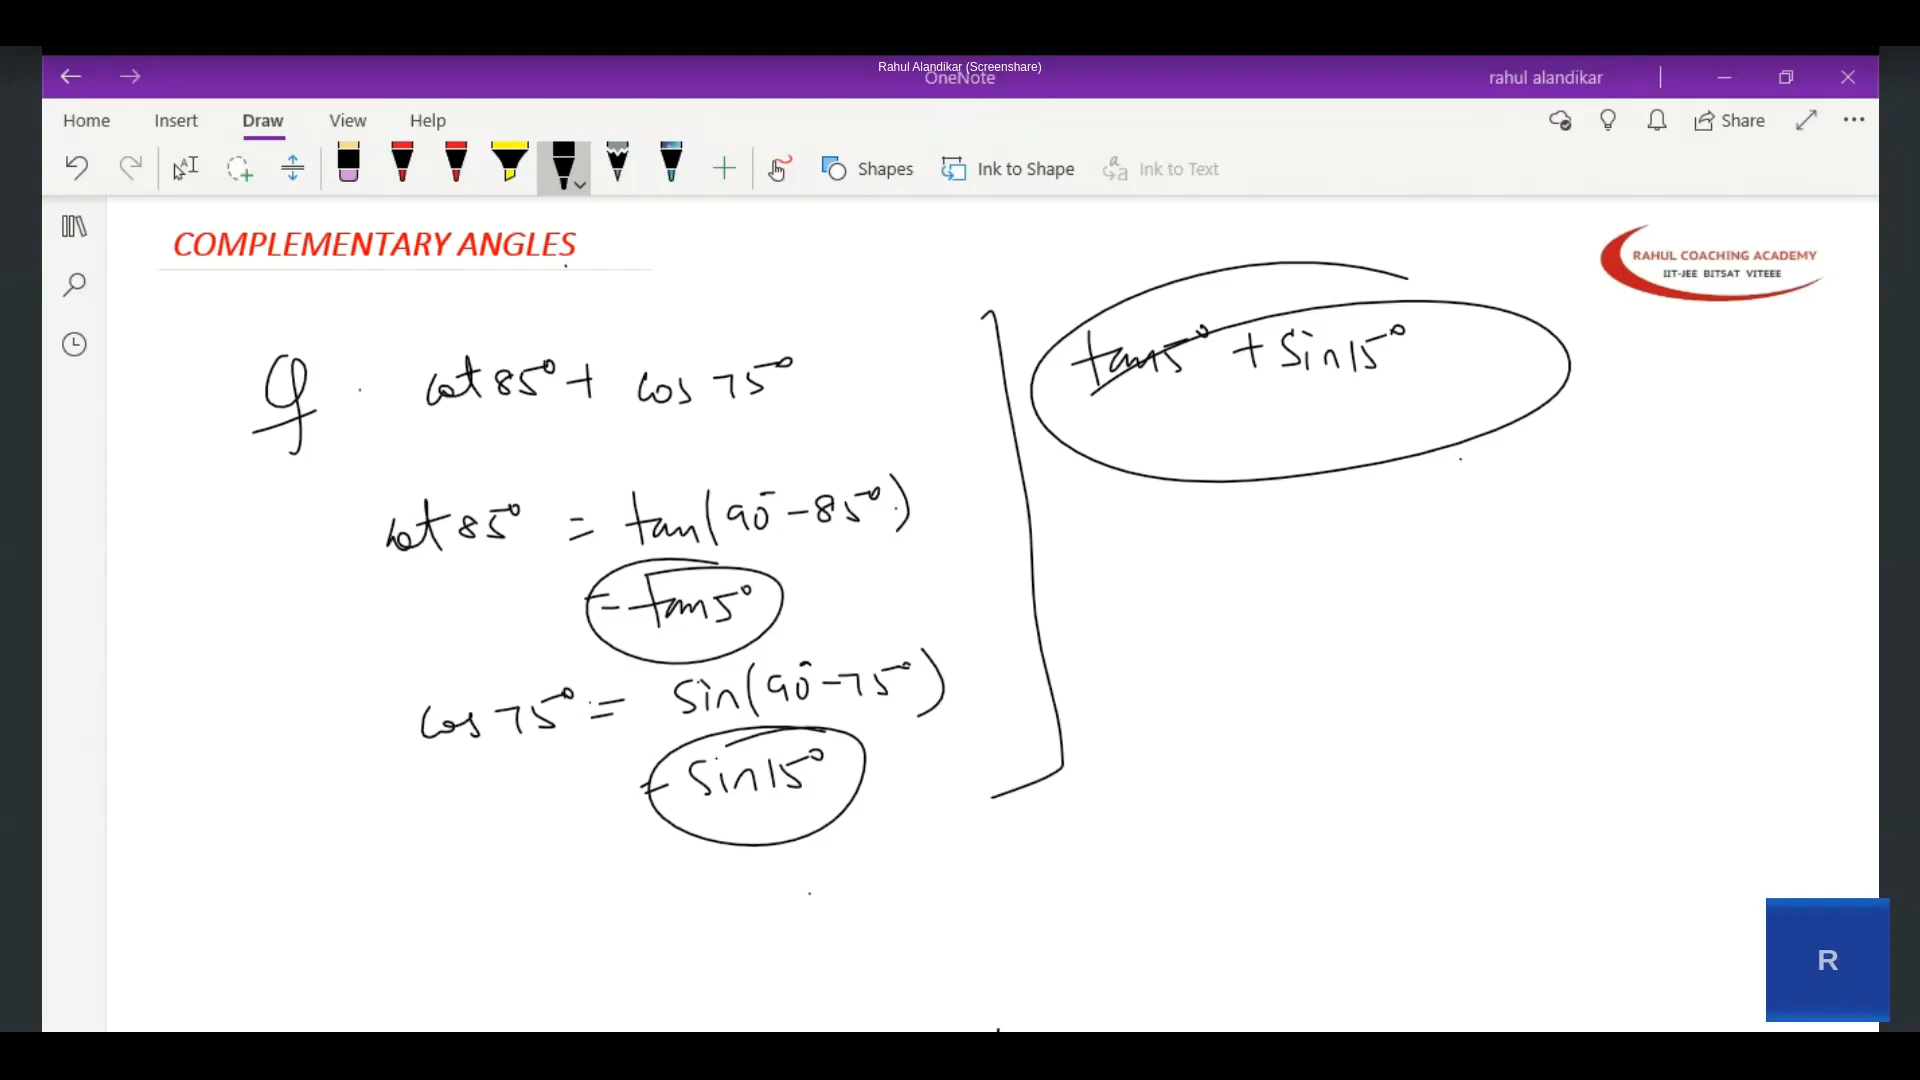 Rahul Alandikar (Screenshare)
OneNote
rahul alandikar
Home Insert Draw View Help
Share
Shapes Ink to Shape Ink to Text
COMPLEMENTARY ANGLES
RAHUL COACHING ACADEMY
IIT-JEE BITSAT VITEEE
Q cot 85° + cos 75°
cot 85° = tan(90° - 85°)
= tan 5°
cos 75° = sin(90° - 75°)
= sin 15°
tan 5° + sin 15°
R